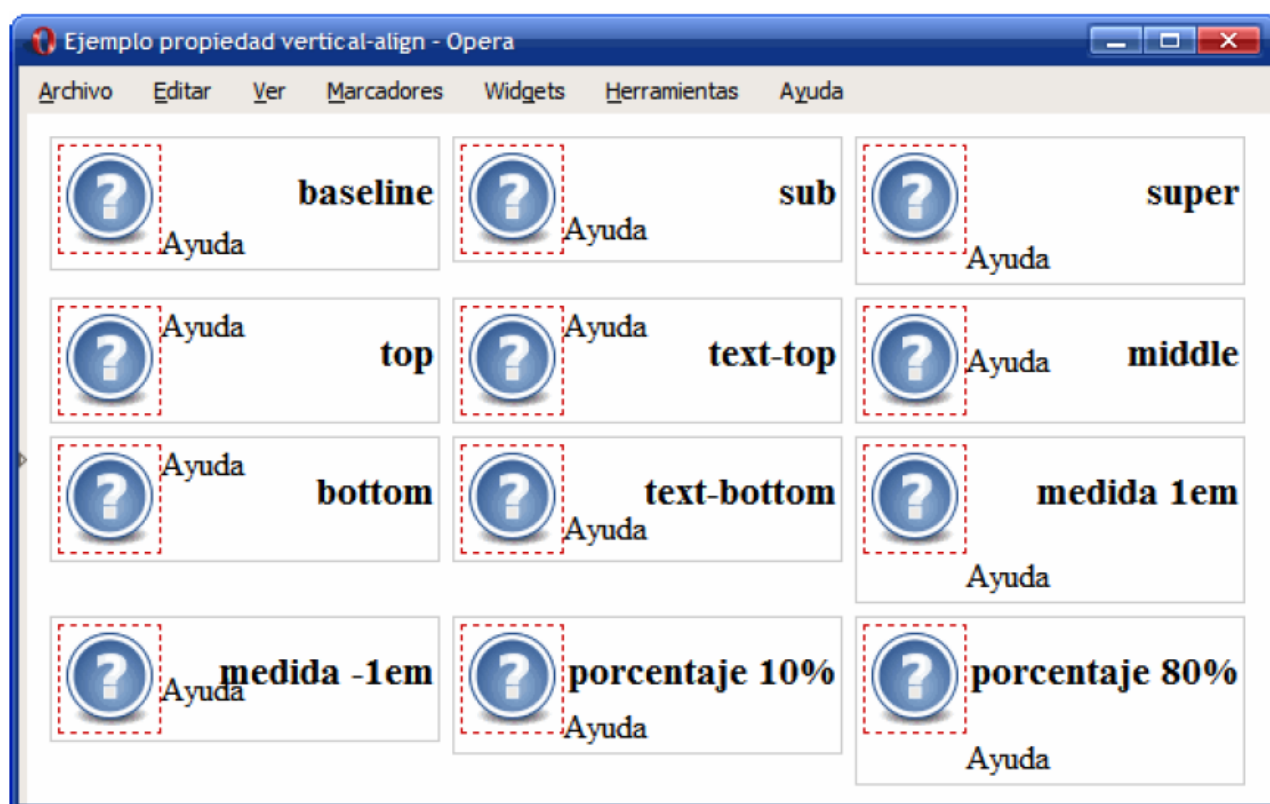 Ejemplo propiedad vertical-align - Opera
Archivo Editar Ver Marcadores Widgets Herramientas Ayuda
? Ayuda baseline
? Ayuda sub
? Ayuda super
? Ayuda top
? Ayuda text-top
? Ayuda middle
? Ayuda bottom
? Ayuda text-bottom
? Ayuda medida 1em
? Ayuda medida -1em
? Ayuda porcentaje 10%
? Ayuda porcentaje 80%